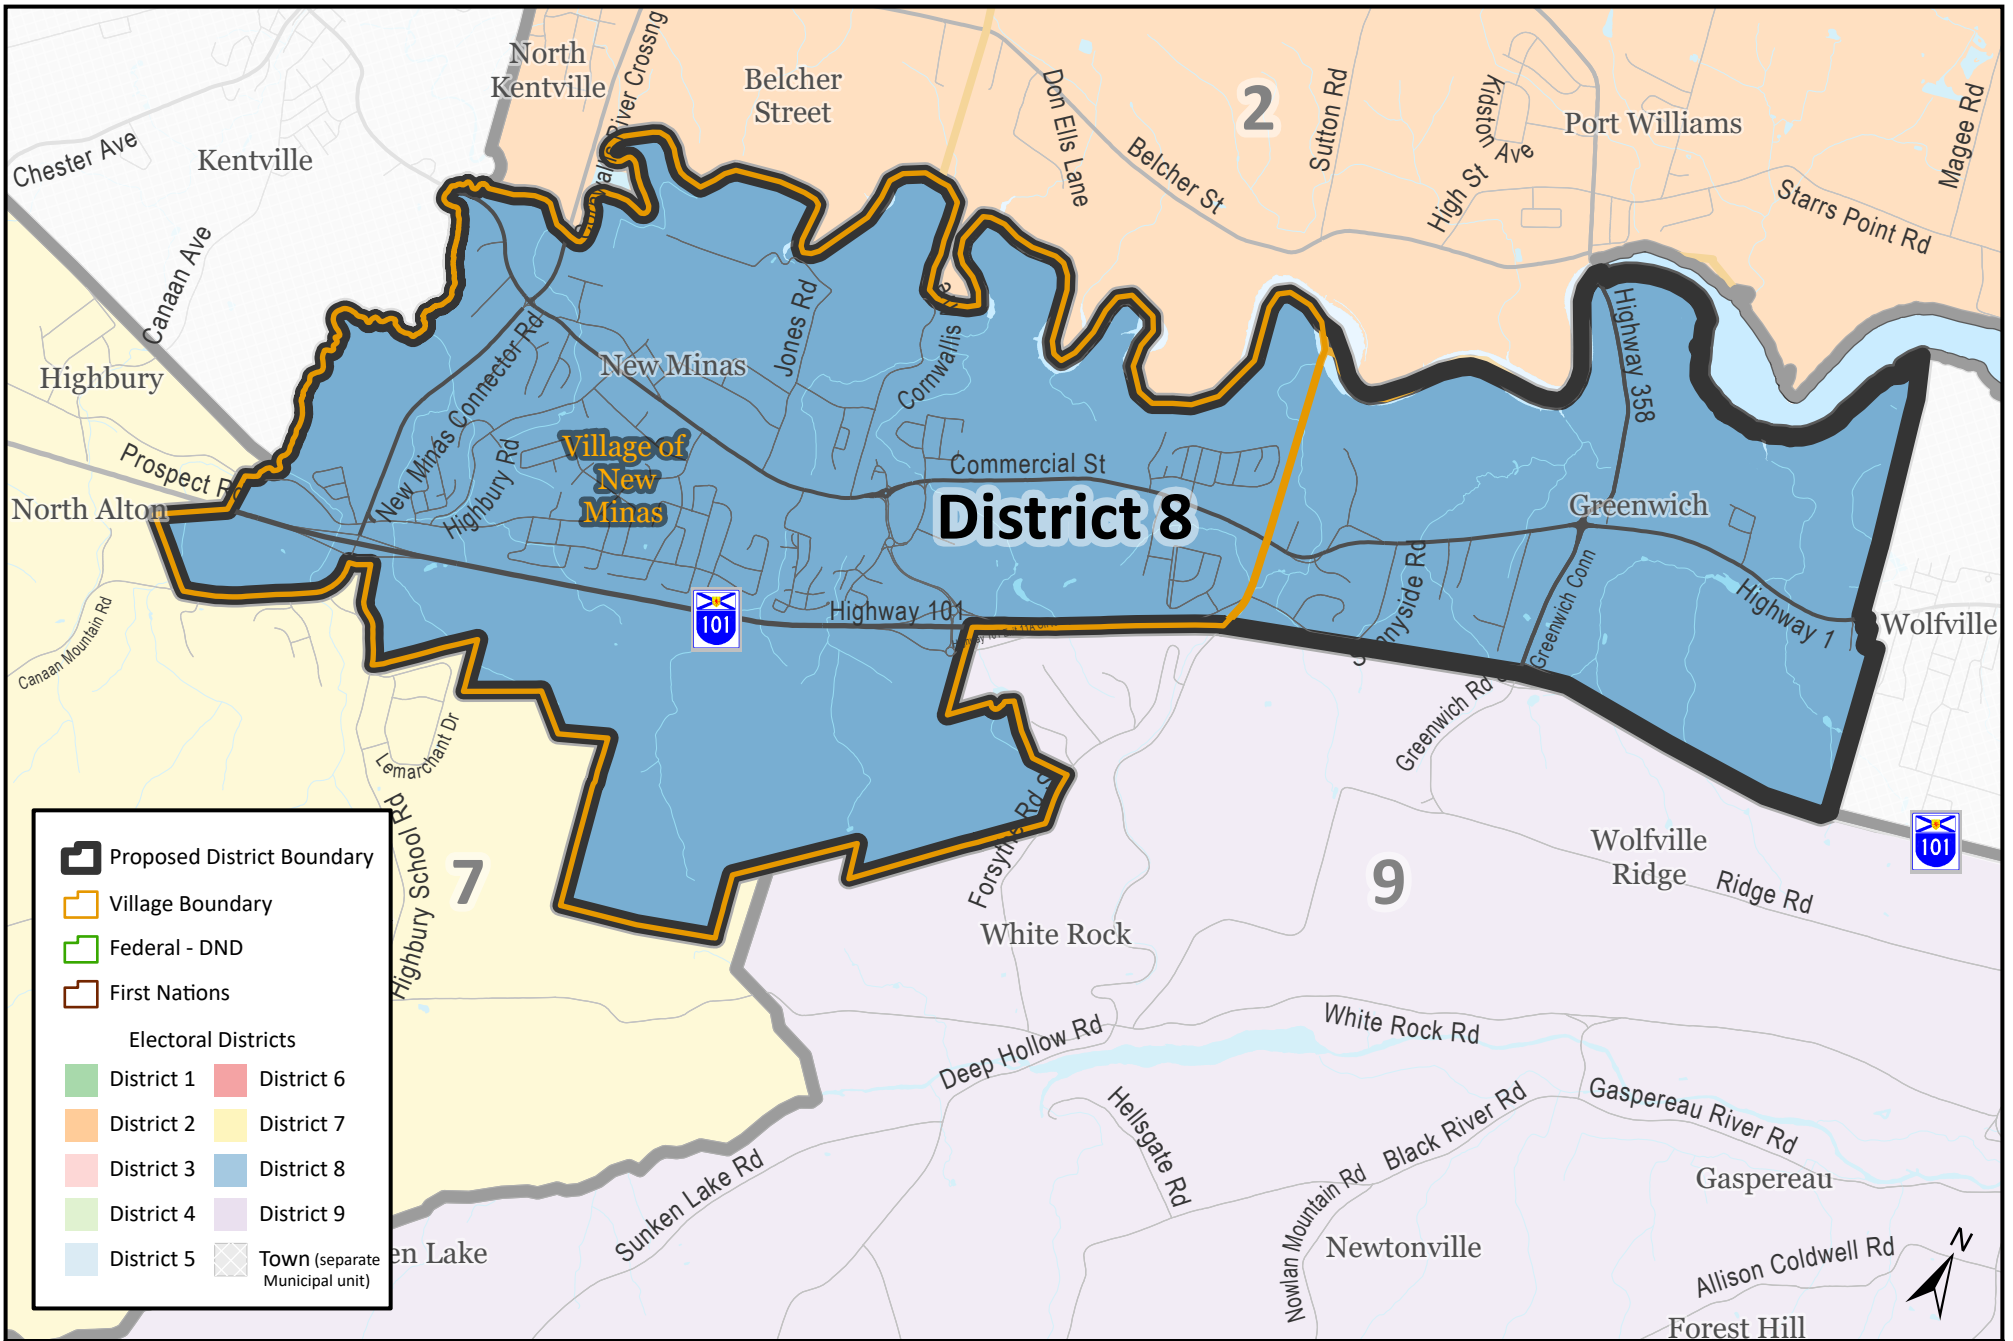 North
Kentville
Cornwallis River Crossng
Belcher
Street
Don Ells Lane
2
Sutton Rd
Kidston Ave
Port Williams
Magee Rd
Chester Ave
Kentville
Belcher St
High St
Starrs Point Rd
Canaan Ave
Highbury
New Minas Connector Rd
New Minas
Jones Rd
Cornwallis
Highway 358
Prospect Rd
North Alton
Highbury Rd
Village of
New
Minas
Commercial St
District 8
Greenwich
Sunnyside Rd
Greenwich Conn
Highway 1
Wolfville
Canaan Mountain Rd
101
Highway 101
Greenwich Rd S
Lemarchant Dr
Highbury School Rd
7
Forsythe Rd S
White Rock
9
Wolfville
Ridge
Ridge Rd
101
Proposed District Boundary
Village Boundary
Federal - DND
First Nations
Electoral Districts
District 1
District 6
District 2
District 7
District 3
District 8
District 4
District 9
District 5
Town (separate
Municipal unit)
en Lake
Sunken Lake Rd
Deep Hollow Rd
White Rock Rd
Hellsgate Rd
Black River Rd
Gaspereau River Rd
Gaspereau
Nowlan Mountain Rd
Newtonville
Allison Coldwell Rd
Forest Hill
N